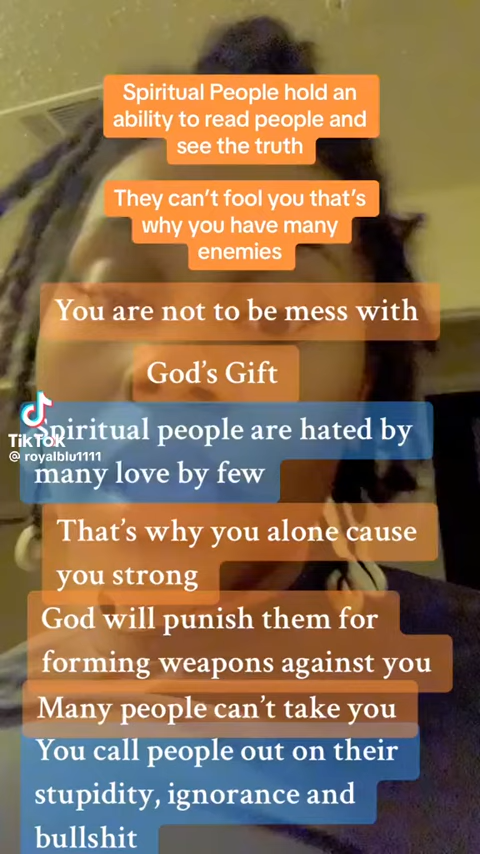 Spiritual People hold an
ability to read people and
see the truth
They can't fool you that's
why you have many
enemies
You are not to be mess with
God's Gift
Spiritual people are hated by
many love by few
TikTok
@ royalblu1111
That's why you alone cause
you strong
God will punish them for
forming weapons against you
Many people can't take you
You call people out on their
stupidity, ignorance and
bullshit